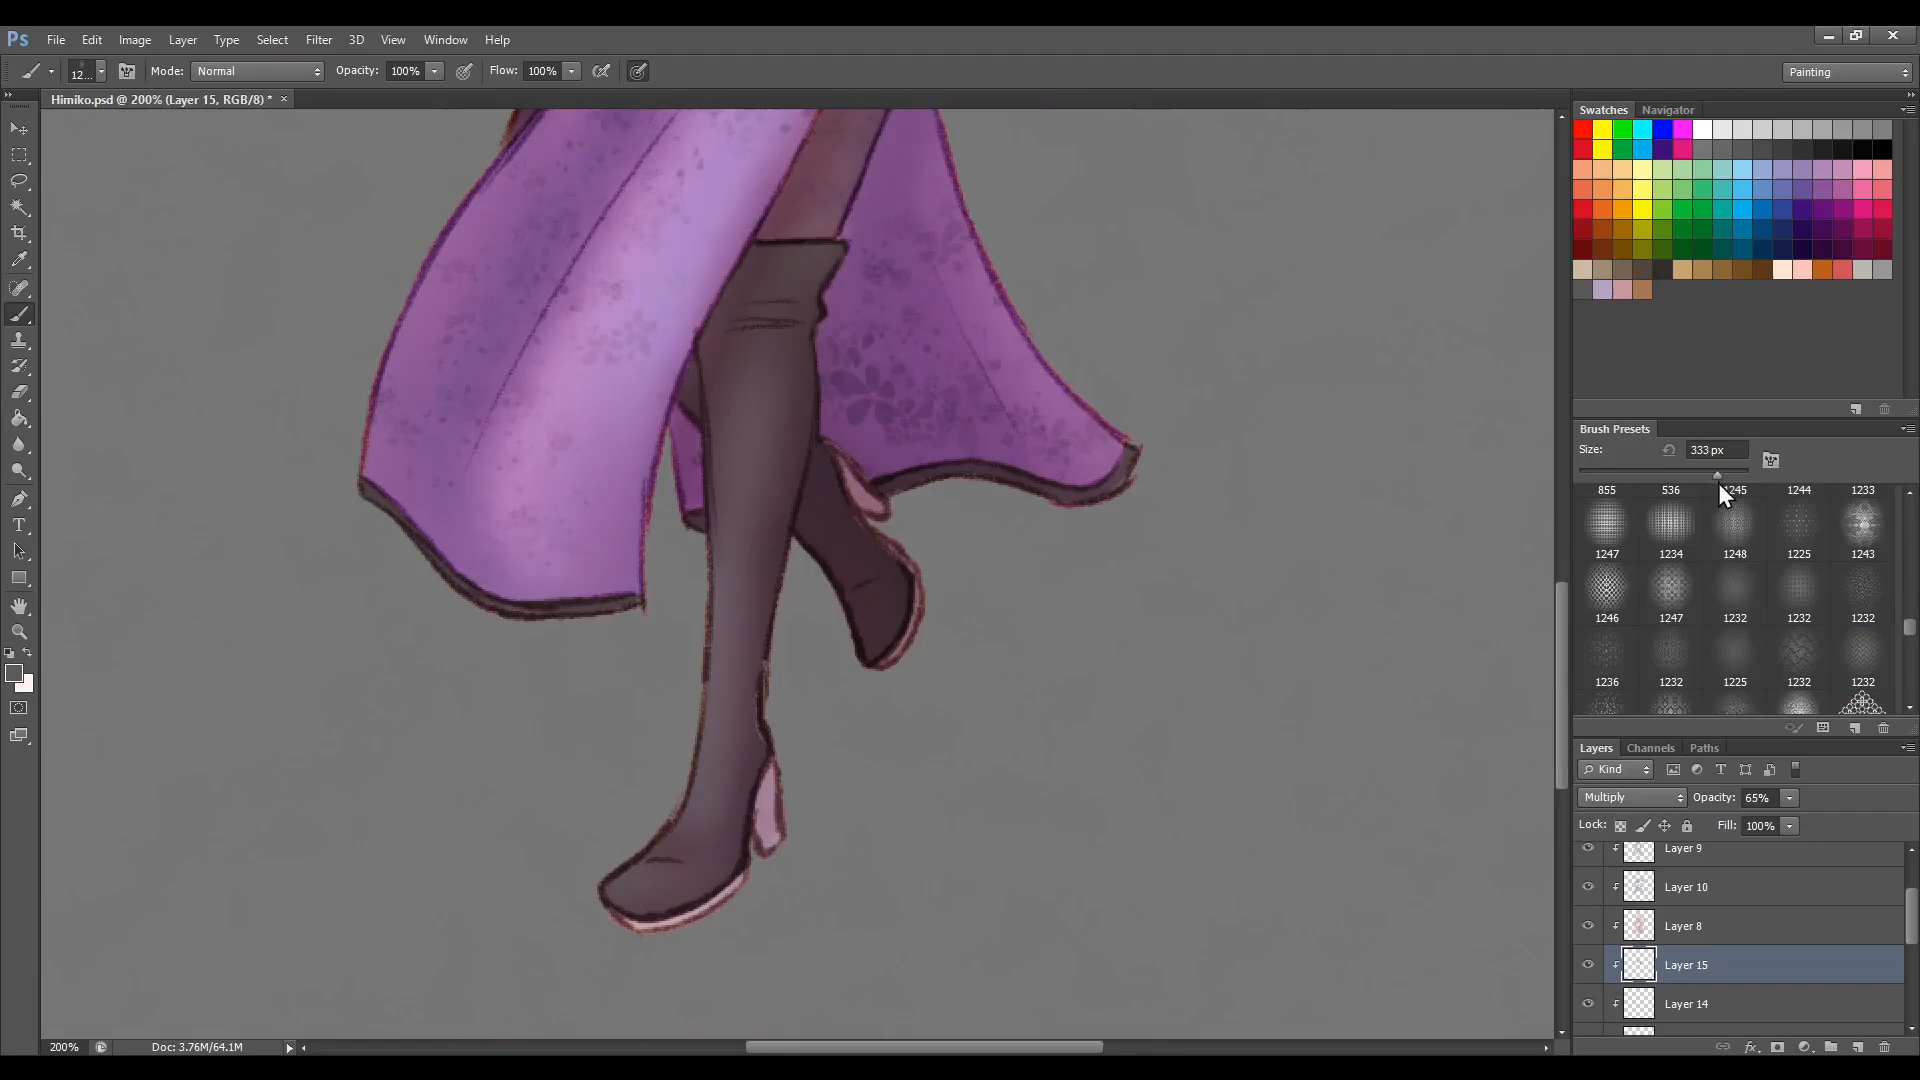 Ps File Edit Image Layer Type Select Filter 3D View Window Help
12... Mode: Normal Opacity: 100% Flow: 100% Painting
Himiko.psd @ 200% (Layer 15, RGB/8) * ×
Swatches Navigator
Brush Presets
Size: 333 px
855 536 1245 1244 1233
1247 1234 1248 1225 1243
1246 1247 1232 1232 1232
1236 1232 1225 1232 1232
Layers Channels Paths
Kind
Multiply Opacity: 65%
Lock: Fill: 100%
Layer 9
Layer 10
Layer 8
Layer 15
Layer 14
200% Doc: 3.76M/64.1M